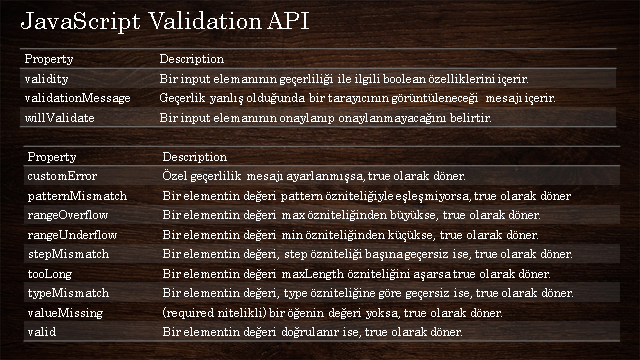 JavaScript Validation API
Property Description
validity Bir input elemanının geçerliliği ile ilgili boolean özelliklerini içerir.
validationMessage Geçerlik yanlış olduğunda bir tarayıcının görüntüleneceği mesajı içerir.
willValidate Bir input elemanının onaylanıp onaylanmayacağını belirtir.
Property Description
customError Özel geçerlilik mesajı ayarlanmışsa, true olarak döner.
patternMismatch Bir elementin değeri pattern özniteliğiyle eşleşmiyorsa, true olarak döner
rangeOverflow Bir elementin değeri max özniteliğinden büyükse, true olarak döner.
rangeUnderflow Bir elementin değeri min özniteliğinden küçükse, true olarak döner.
stepMismatch Bir elementin değeri, step özniteliği başına geçersiz ise, true olarak döner.
tooLong Bir elementin değeri maxLength özniteliğini aşarsa true olarak döner.
typeMismatch Bir elementin değeri, type özniteliğine göre geçersiz ise, true olarak döner.
valueMissing (required nitelikli) bir öğenin değeri yoksa, true olarak döner.
valid Bir elementin değeri doğrulanır ise, true olarak döner.